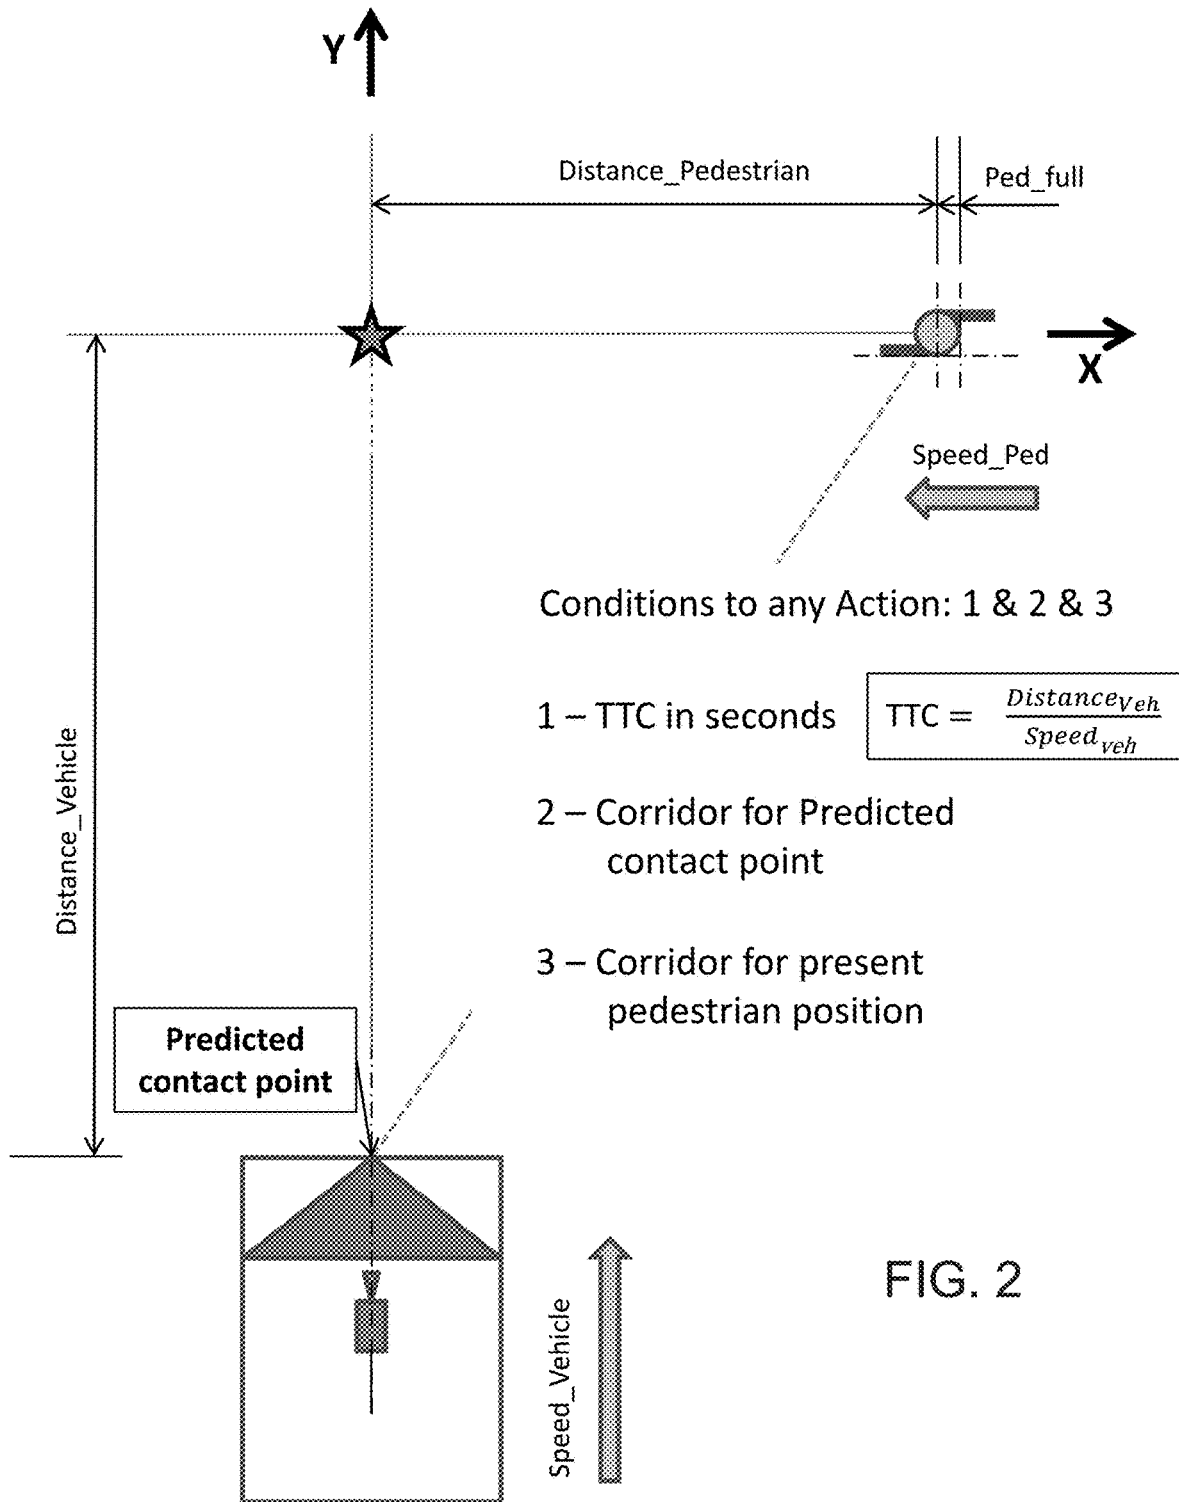 Y
Distance_Pedestrian
Ped_full
X
Speed_Ped
Conditions to any Action: 1 & 2 & 3
1 – TTC in seconds
TTC = Distance_Veh / Speed_veh
2 – Corridor for Predicted
contact point
3 – Corridor for present
pedestrian position
Distance_Vehicle
Predicted
contact point
Speed_Vehicle
FIG. 2